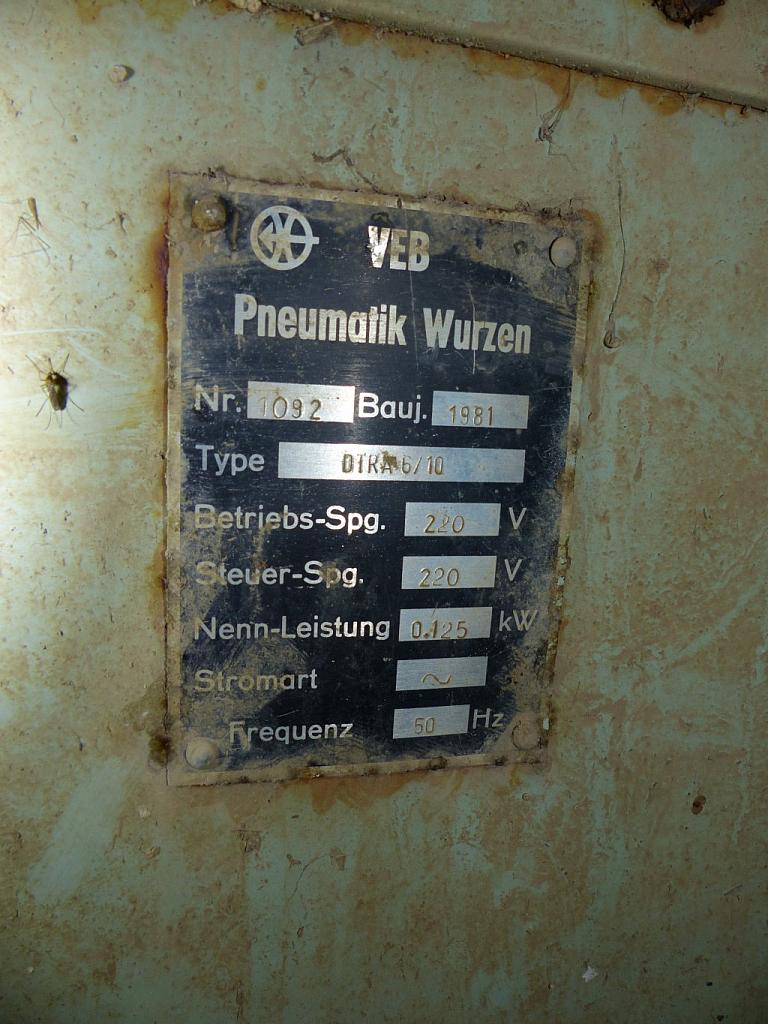 VEB
Pneumatik Wurzen
Nr. 1092 Bauj. 1981
Type DTRA 6/10
Betriebs-Spg. 220 V
Steuer-Spg. 220 V
Nenn-Leistung 0.125 kW
Stromart ~
Frequenz 50 Hz